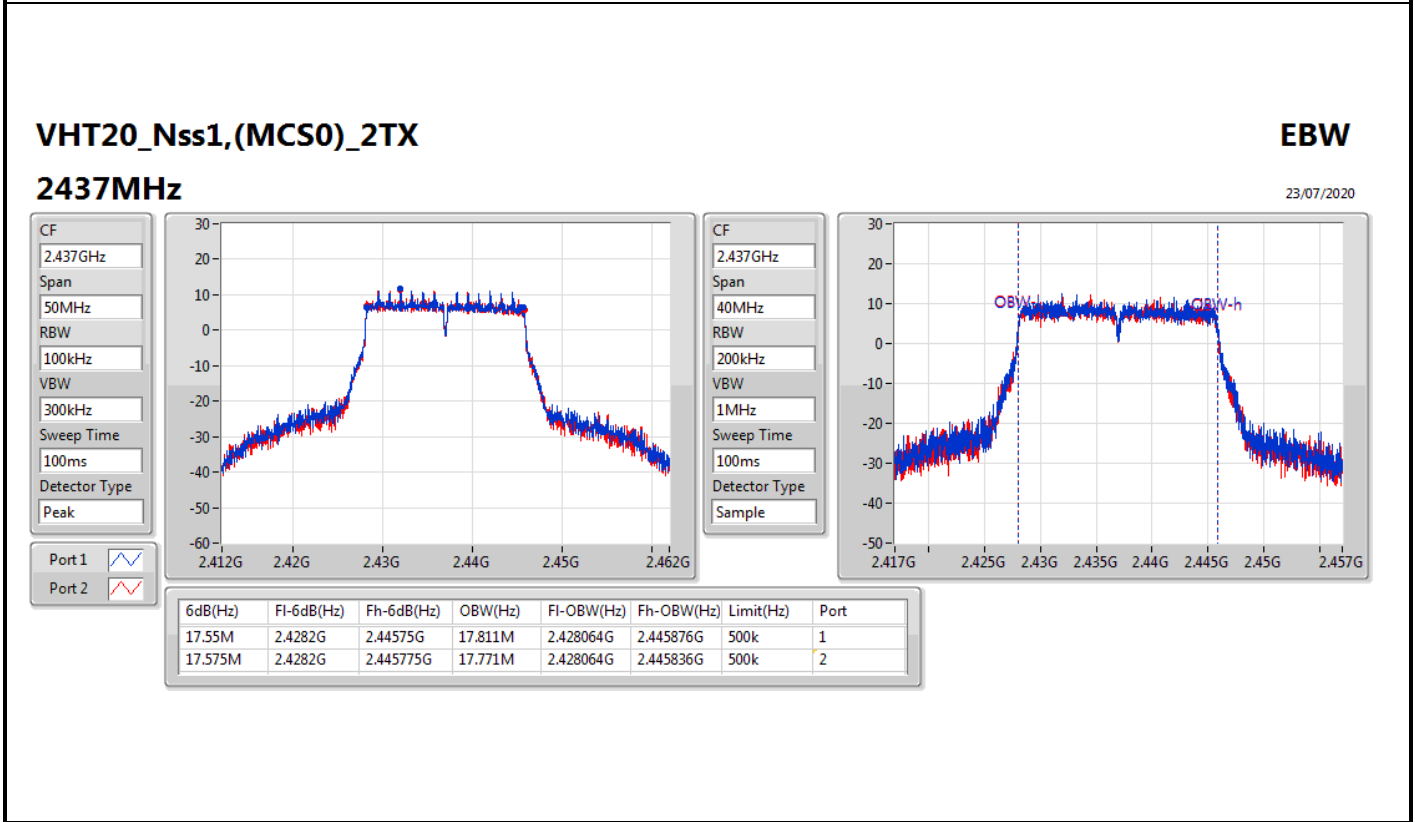 VHT20_Nss1,(MCS0)_2TX
EBW
2437MHz
23/07/2020
CF
2.437GHz
Span
50MHz
RBW
100kHz
VBW
300kHz
Sweep Time
100ms
Detector Type
Peak
Port 1
Port 2
30
20
10
0
-10
-20
-30
-40
-50
-60
2.412G 2.42G 2.43G 2.44G 2.45G 2.462G
CF
2.437GHz
Span
40MHz
RBW
200kHz
VBW
1MHz
Sweep Time
100ms
Detector Type
Sample
30
20
10
0
-10
-20
-30
-40
-50
OBW-h
2.417G 2.425G 2.43G 2.435G 2.44G 2.445G 2.45G 2.457G
6dB(Hz) Fl-6dB(Hz) Fh-6dB(Hz) OBW(Hz) Fl-OBW(Hz) Fh-OBW(Hz) Limit(Hz) Port
17.55M 2.4282G 2.44575G 17.811M 2.428064G 2.445876G 500k 1
17.575M 2.4282G 2.445775G 17.771M 2.428064G 2.445836G 500k 2